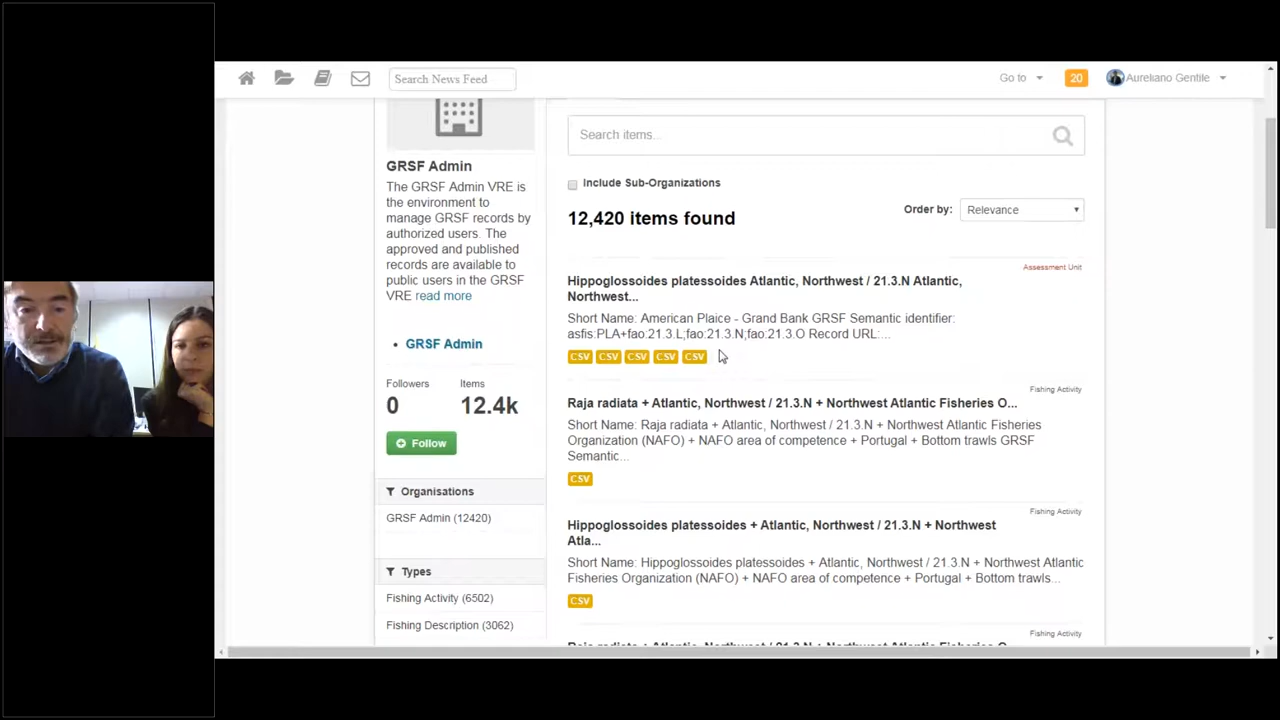 Search News Feed
Go to
20
Aureliano Gentile
GRSF Admin
The GRSF Admin VRE is
the environment to
manage GRSF records by
authorized users. The
approved and published
records are available to
public users in the GRSF
VRE read more
GRSF Admin
Followers Items
0 12.4k
Follow
Organisations
GRSF Admin (12420)
Types
Fishing Activity (6502)
Fishing Description (3062)
Search items...
Include Sub-Organizations
12,420 items found
Order by: Relevance
Assessment Unit
Hippoglossoides platessoides Atlantic, Northwest / 21.3.N Atlantic,
Northwest...
Short Name: American Plaice - Grand Bank GRSF Semantic identifier:
asfis:PLA+fao:21.3.L;fao:21.3.N;fao:21.3.O Record URL:...
CSV CSV CSV CSV CSV
Fishing Activity
Raja radiata + Atlantic, Northwest / 21.3.N + Northwest Atlantic Fisheries O...
Short Name: Raja radiata + Atlantic, Northwest / 21.3.N + Northwest Atlantic Fisheries
Organization (NAFO) + NAFO area of competence + Portugal + Bottom trawls GRSF
Semantic...
CSV
Fishing Activity
Hippoglossoides platessoides + Atlantic, Northwest / 21.3.N + Northwest
Atla...
Short Name: Hippoglossoides platessoides + Atlantic, Northwest / 21.3.N + Northwest Atlantic
Fisheries Organization (NAFO) + NAFO area of competence + Portugal + Bottom trawls...
CSV
Fishing Activity